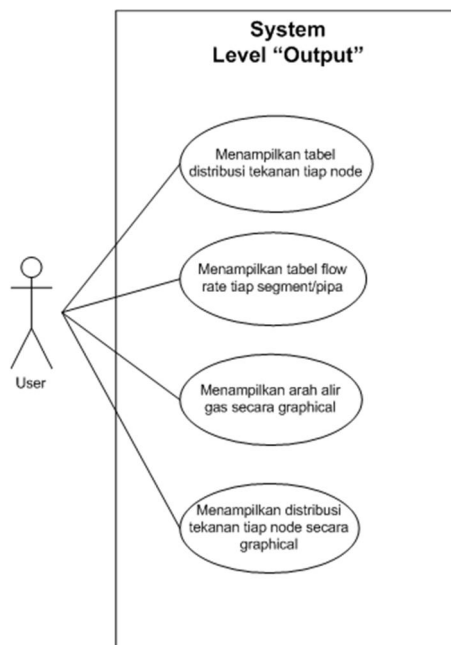 System
Level “Output”
Menampilkan tabel
distribusi tekanan tiap node
Menampilkan tabel flow
rate tiap segment/pipa
User
Menampilkan arah alir
gas secara graphical
Menampilkan distribusi
tekanan tiap node secara
graphical